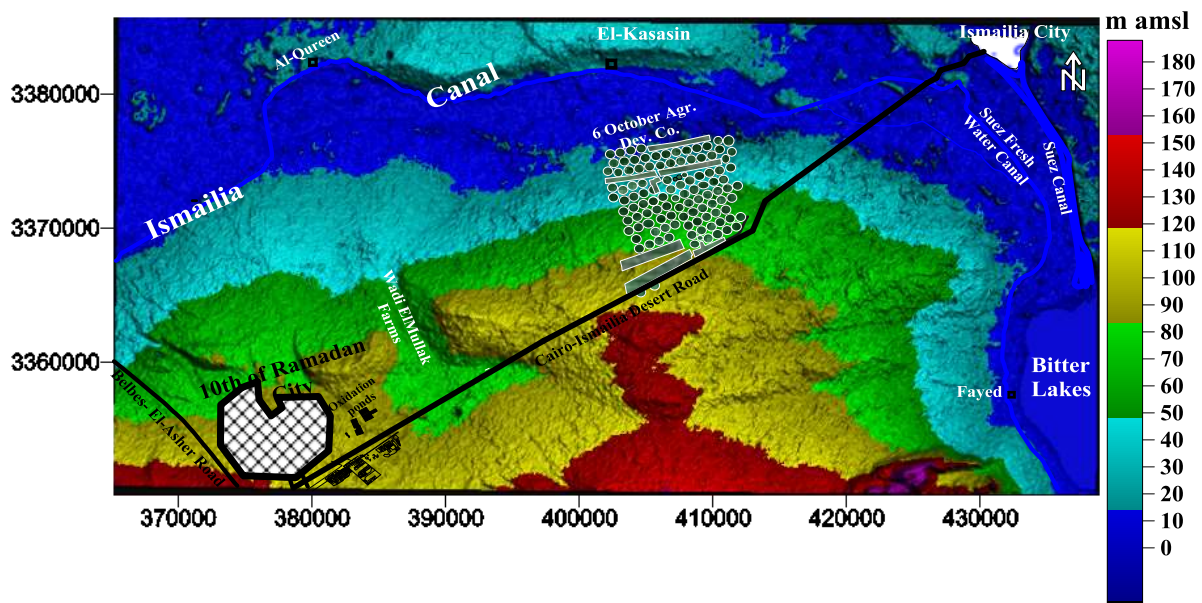 m amsl
Ismailia City
El-Kasasin
Al-Qureen
Canal
180
170
160
150
140
130
120
110
100
90
80
70
60
50
40
30
20
10
0
N
3380000
3370000
3360000
6 October Agr.
Dev. Co.
Suez Fresh
Water Canal
Suez Canal
Ismailia
Wadi ElMullak
Farms
Cairo-Ismailia Desert Road
10th of Ramadan
City
Oxidation
ponds
Belbes- El-Asher Road
Fayed
Bitter
Lakes
370000
380000
390000
400000
410000
420000
430000